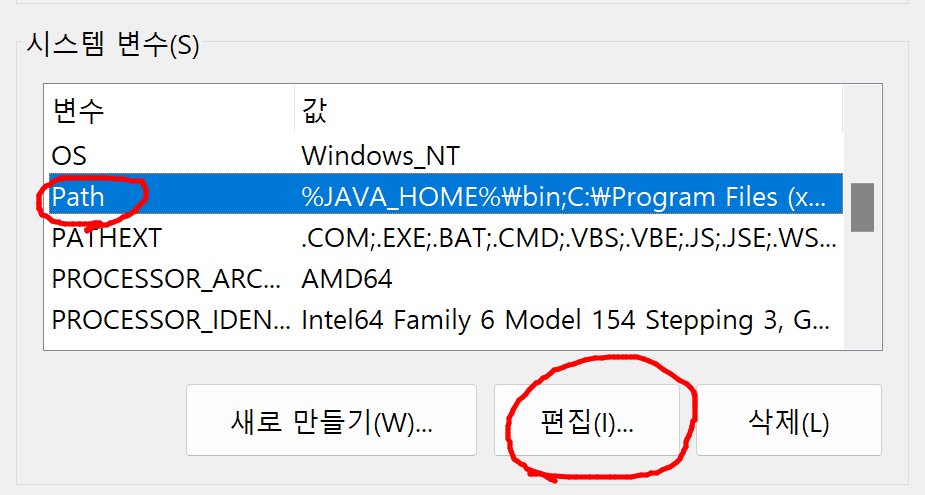 시스템 변수(S)
변수 값
OS Windows_NT
Path %JAVA_HOME%₩bin;C:₩Program Files (x...
PATHEXT .COM;.EXE;.BAT;.CMD;.VBS;.VBE;.JS;.JSE;.WS...
PROCESSOR_ARC... AMD64
PROCESSOR_IDEN... Intel64 Family 6 Model 154 Stepping 3, G...
새로 만들기(W)... 편집(I)... 삭제(L)